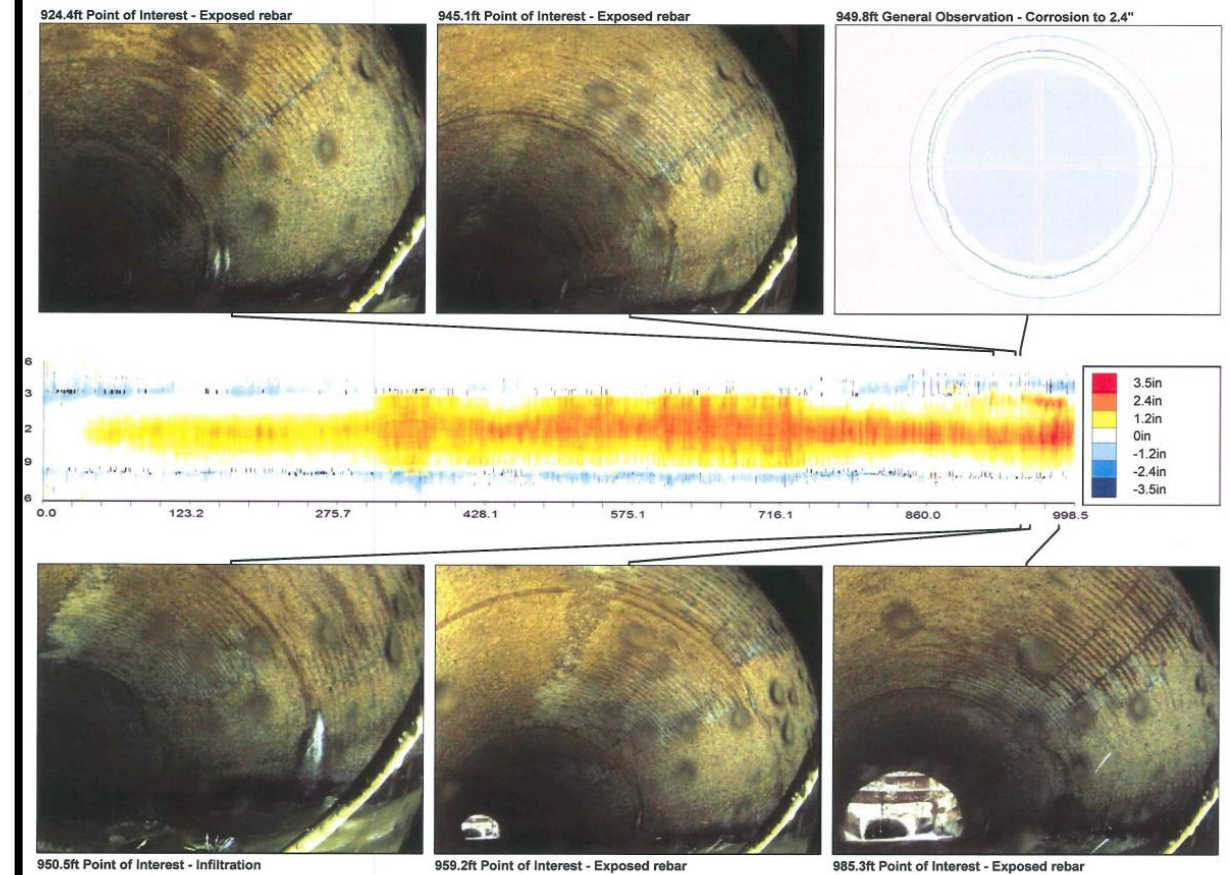 924.4ft Point of Interest - Exposed rebar
945.1ft Point of Interest - Exposed rebar
949.8ft General Observation - Corrosion to 2.4"
6
3
2
9
6
3.5in
2.4in
1.2in
0in
-1.2in
-2.4in
-3.5in
0.0 123.2 275.7 428.1 575.1 716.1 860.0 998.5
950.5ft Point of Interest - Infiltration
959.2ft Point of Interest - Exposed rebar
985.3ft Point of Interest - Exposed rebar